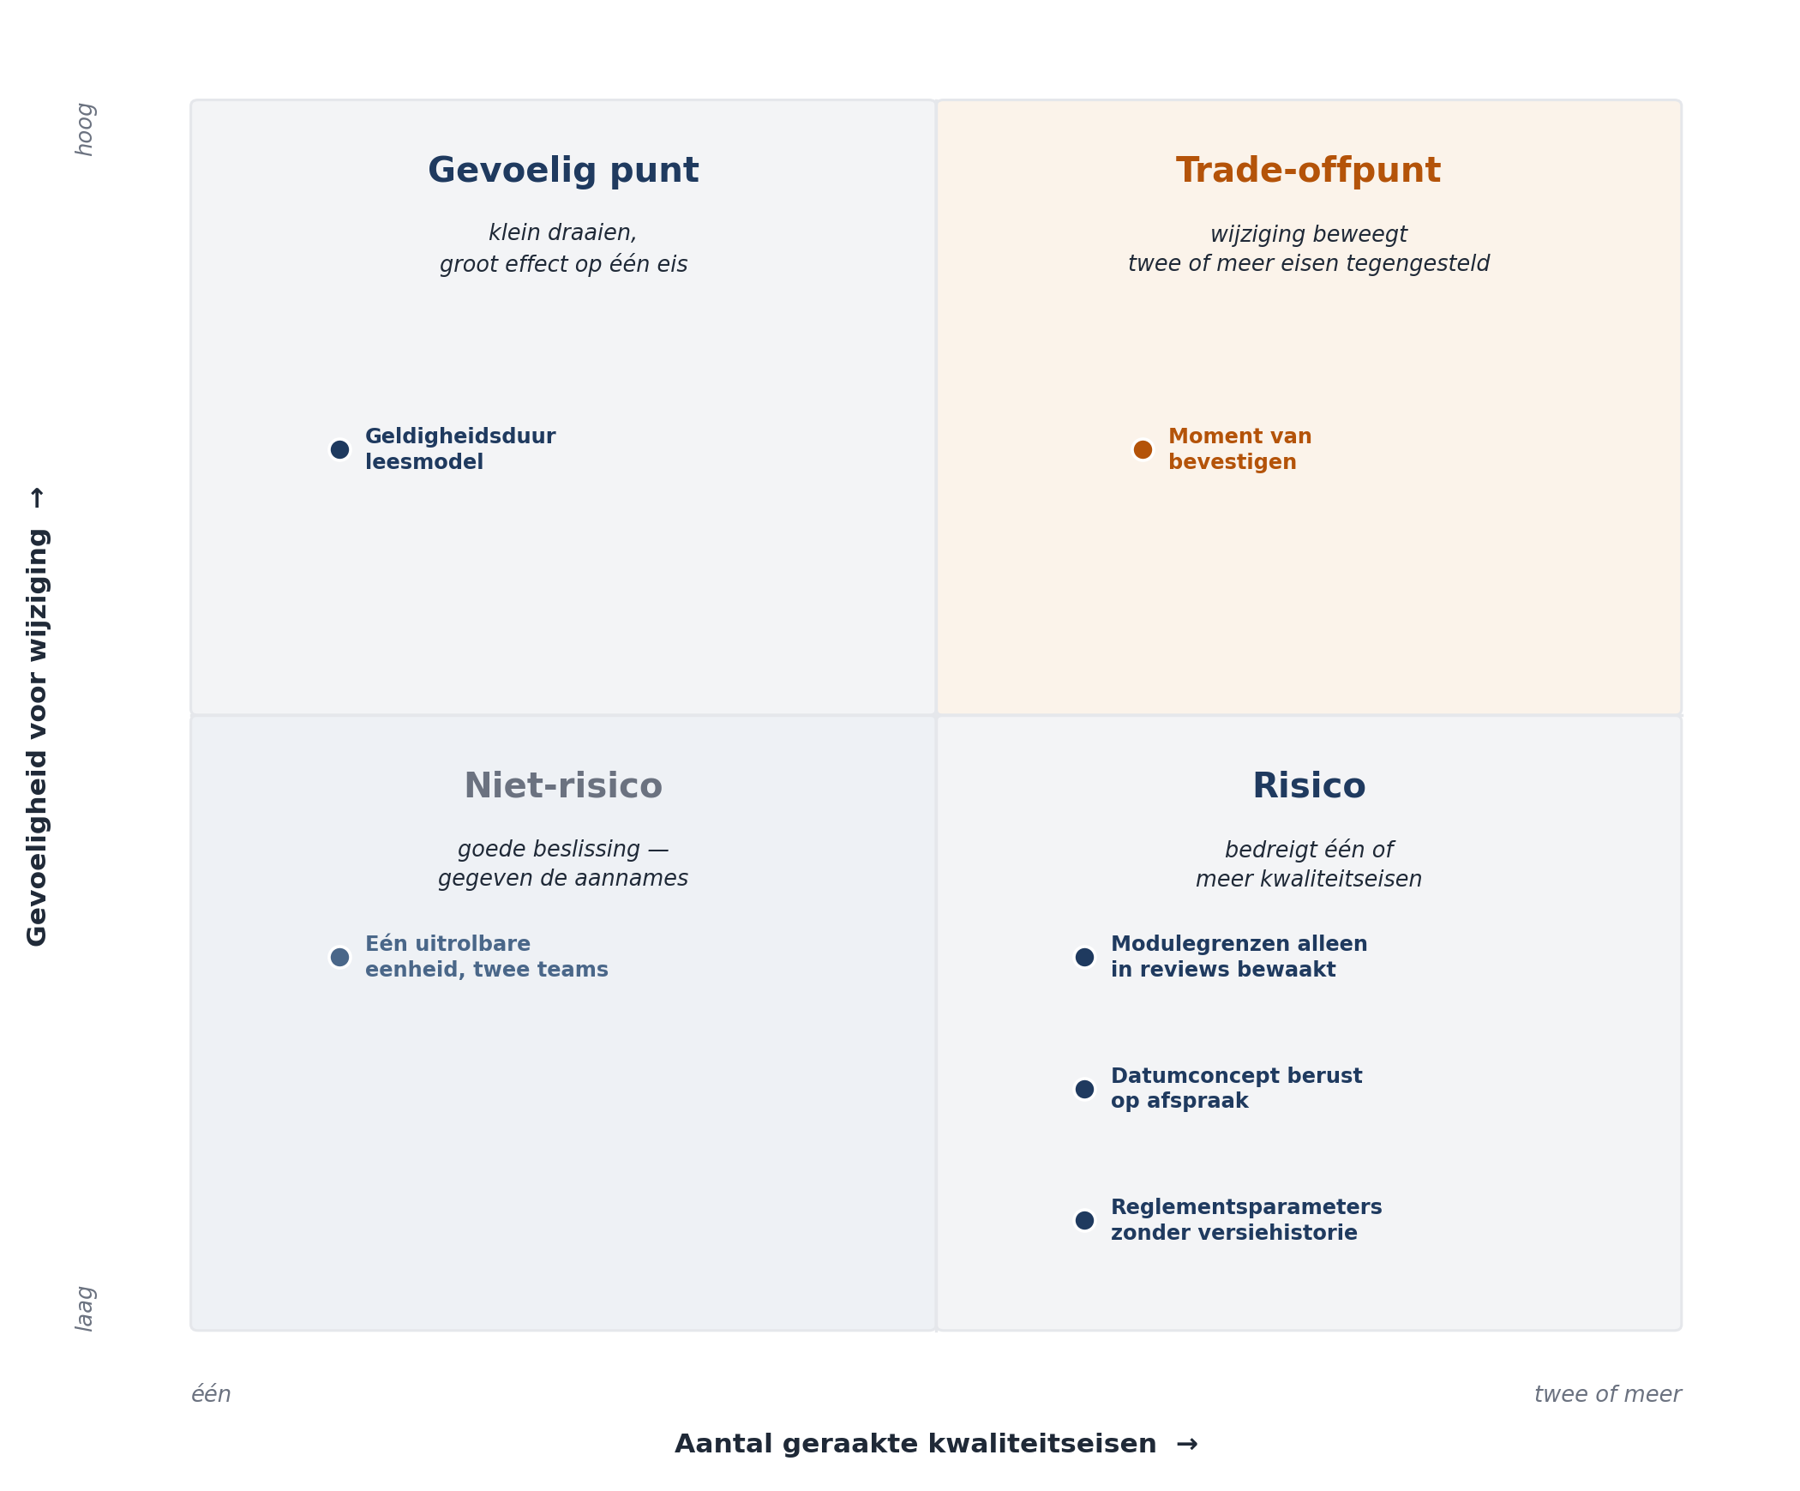 hoog
Gevoelig punt
klein draaien,
groot effect op één eis
Geldigheidsduur
leesmodel
Trade-offpunt
wijziging beweegt
twee of meer eisen tegengesteld
Moment van
bevestigen
Gevoeligheid voor wijziging →
Niet-risico
goede beslissing —
gegeven de aannames
Eén uitrolbare
eenheid, twee teams
Risico
bedreigt één of
meer kwaliteitseisen
Modulegrenzen alleen
in reviews bewaakt
Datumconcept berust
op afspraak
Reglementsparameters
zonder versiehistorie
laag
één
twee of meer
Aantal geraakte kwaliteitseisen →